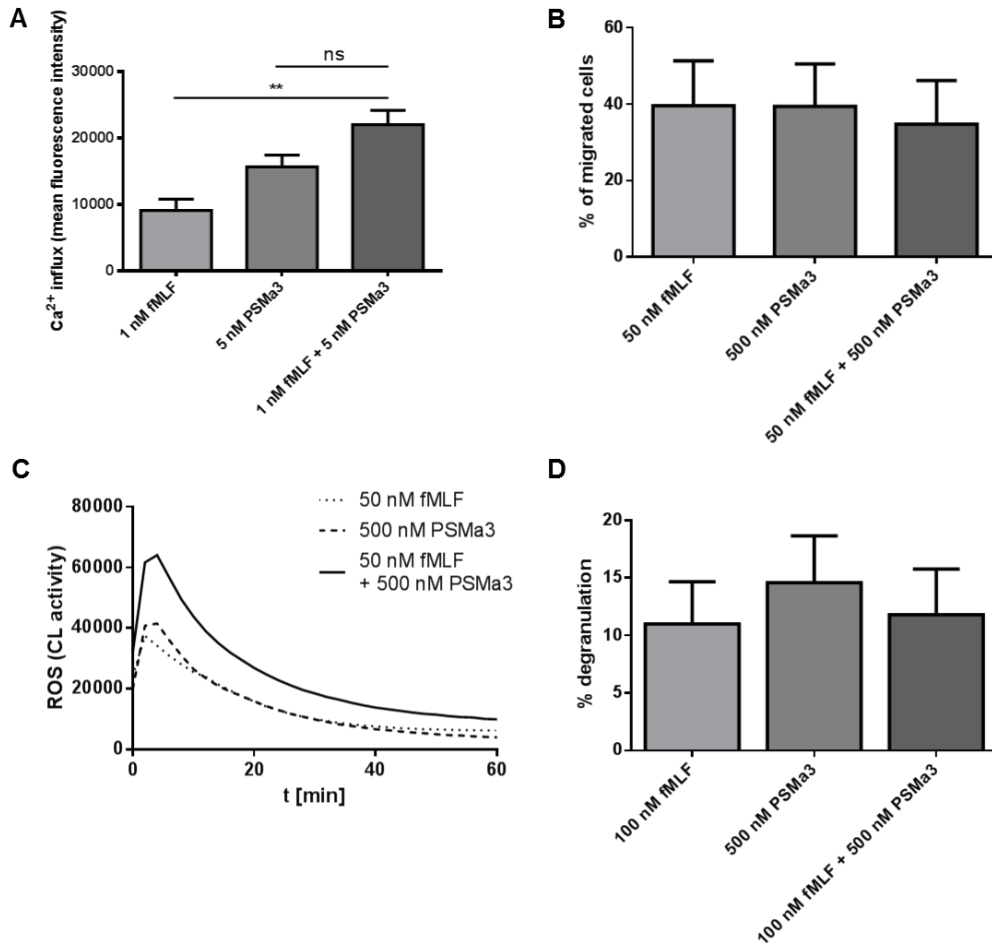 A
Ca2+ influx (mean fluorescence intensity)
30000
20000
10000
0
ns
**
1 nM fMLF
5 nM PSMa3
1 nM fMLF + 5 nM PSMa3
B
% of migrated cells
60
40
20
0
50 nM fMLF
500 nM PSMa3
50 nM fMLF + 500 nM PSMa3
C
ROS (CL activity)
80000
60000
40000
20000
0
0 20 40 60
t [min]
50 nM fMLF
500 nM PSMa3
50 nM fMLF
+ 500 nM PSMa3
D
% degranulation
20
15
10
5
0
100 nM fMLF
500 nM PSMa3
100 nM fMLF + 500 nM PSMa3